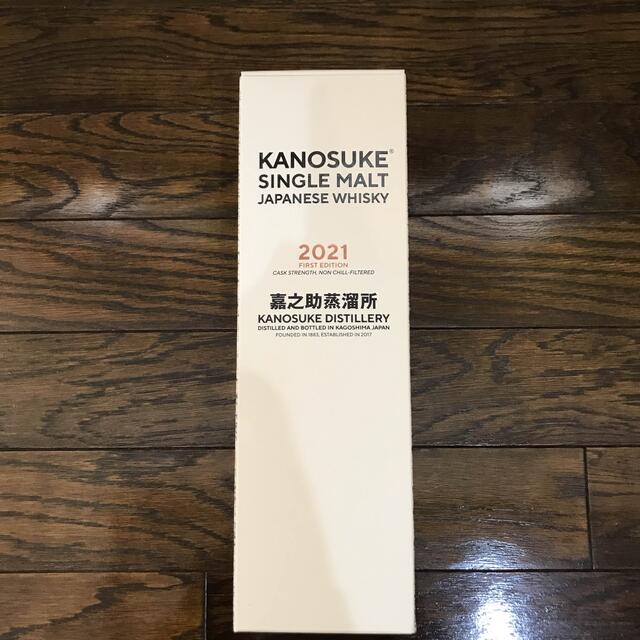 KANOSUKE®
SINGLE MALT
JAPANESE WHISKY
2021
FIRST EDITION
CASK STRENGTH, NON CHILL-FILTERED
嘉之助蒸溜所
KANOSUKE DISTILLERY
DISTILLED AND BOTTLED IN KAGOSHIMA JAPAN
FOUNDED IN 1883, ESTABLISHED IN 2017